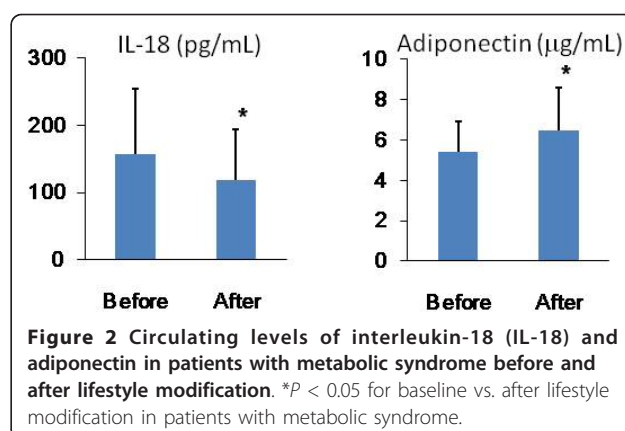 IL-18 (pg/mL)
300
200
100
0
Before After
Adiponectin (µg/mL)
10
8
6
4
2
0
Before After
*
*
Figure 2 Circulating levels of interleukin-18 (IL-18) and
adiponectin in patients with metabolic syndrome before and
after lifestyle modification. *P < 0.05 for baseline vs. after lifestyle
modification in patients with metabolic syndrome.